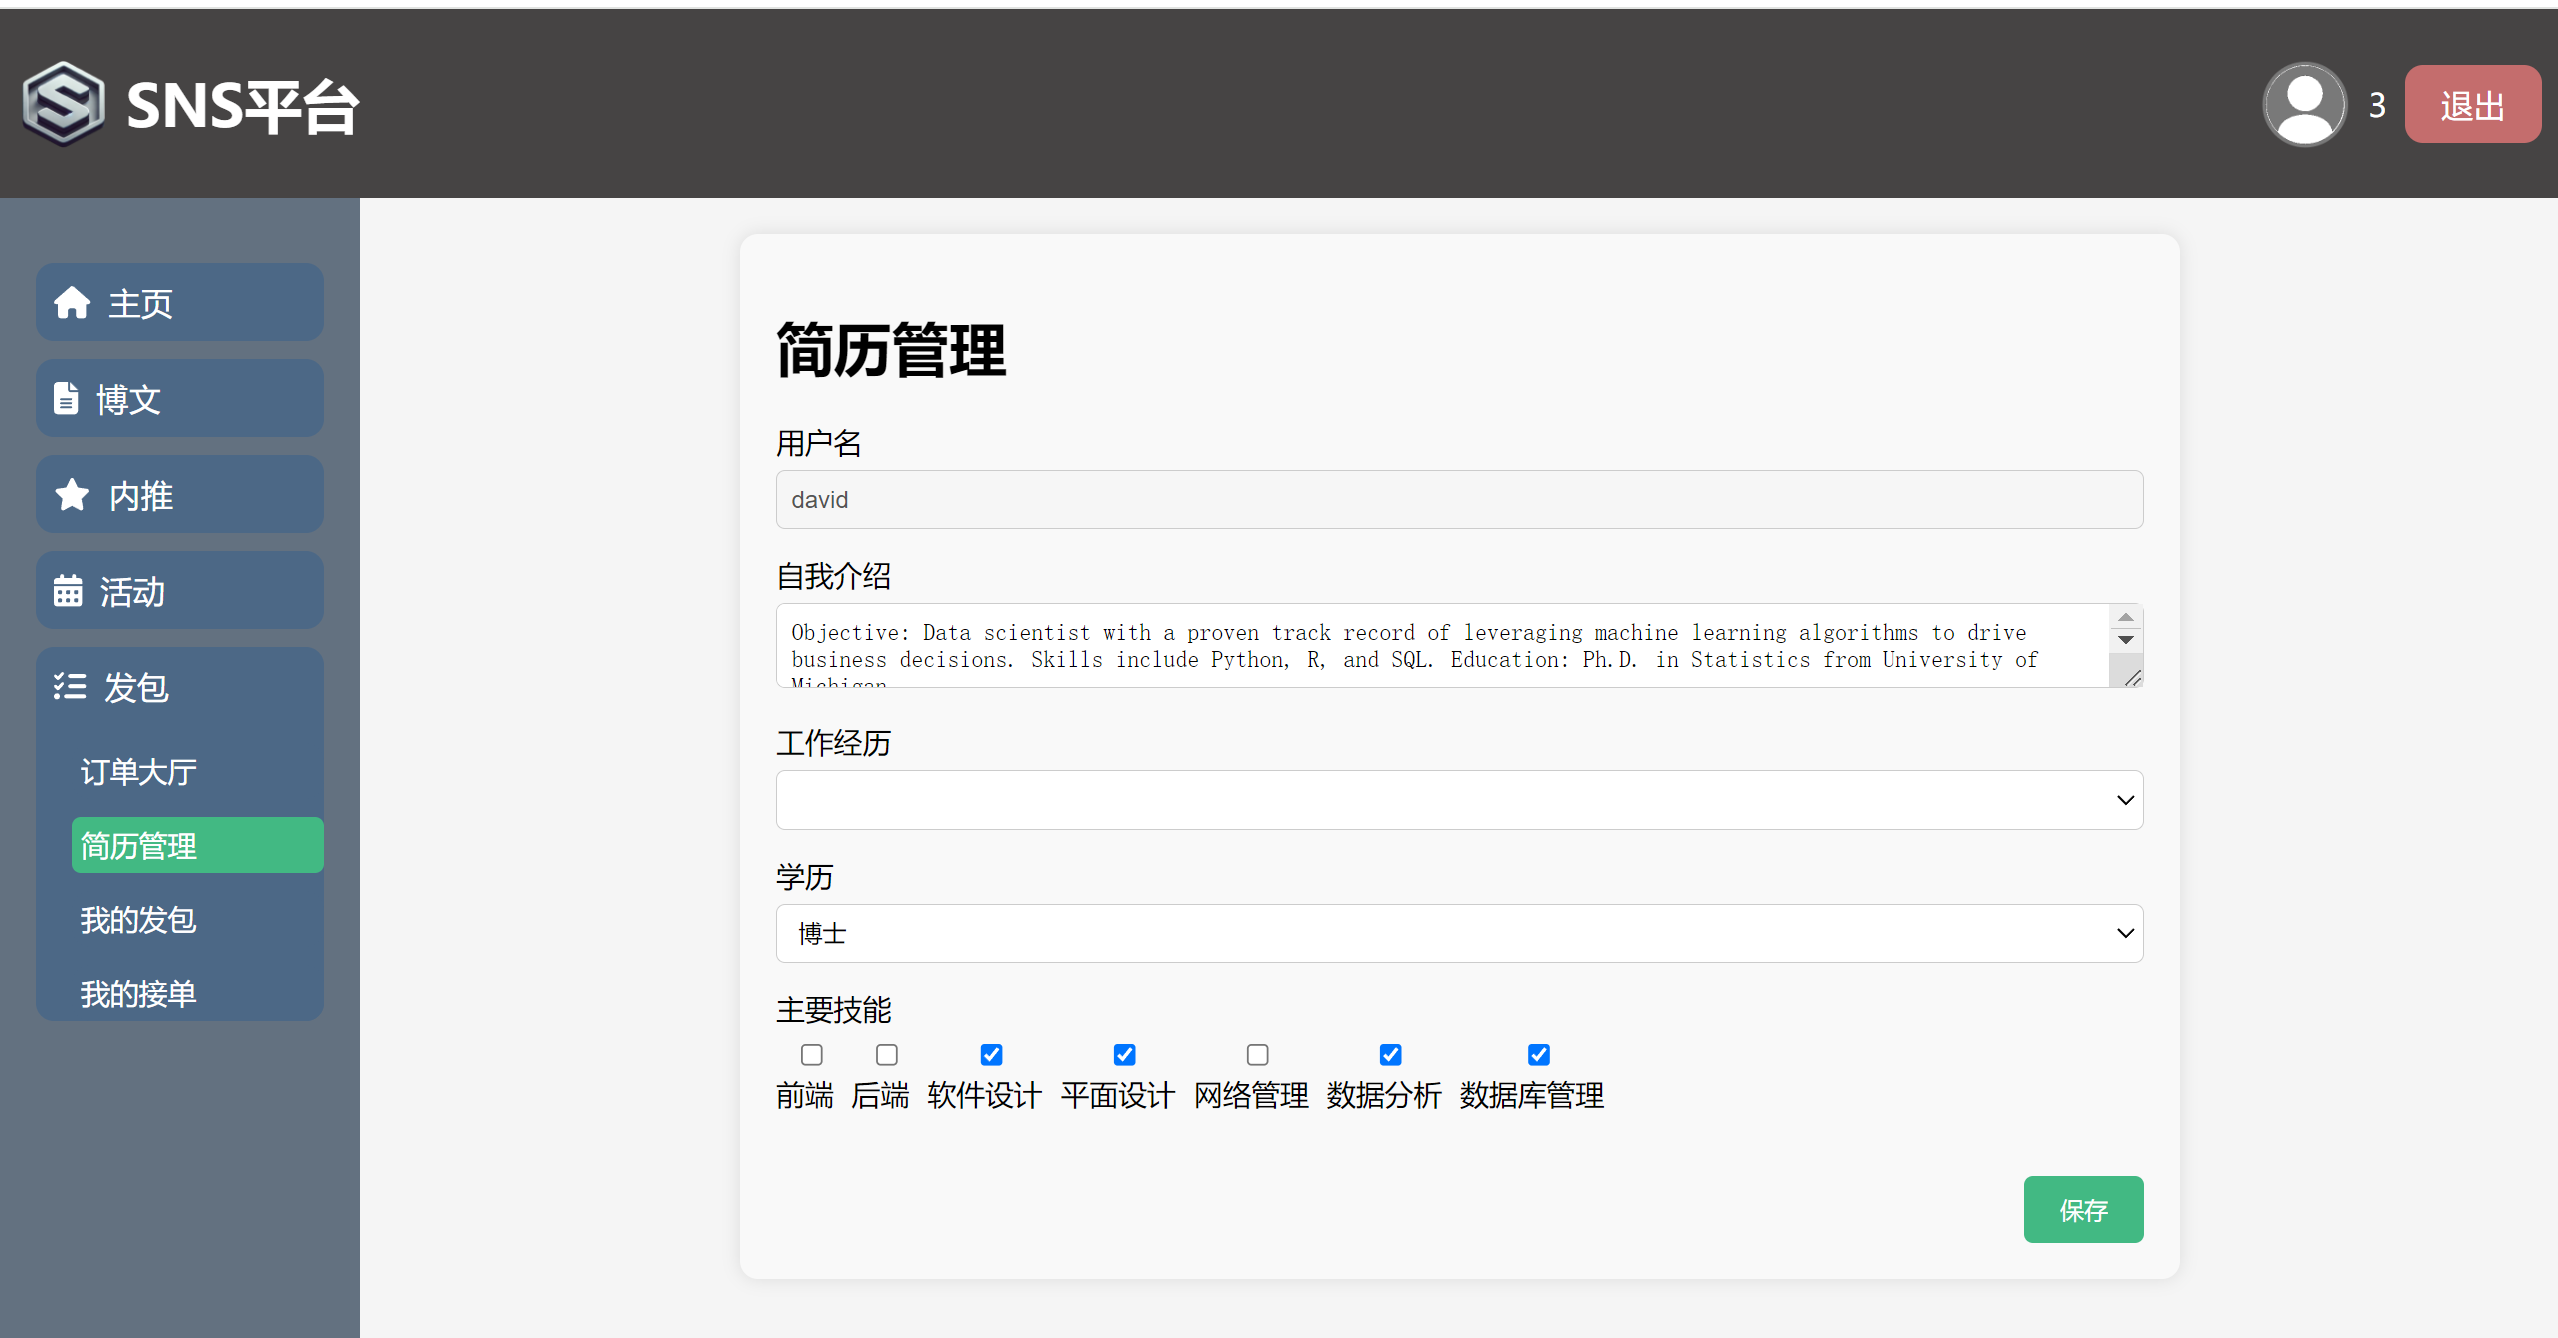 SNS平台
3
退出
主页
博文
内推
活动
发包
订单大厅
简历管理
我的发包
我的接单
简历管理
用户名
david
自我介绍
Objective: Data scientist with a proven track record of leveraging machine learning algorithms to drive
business decisions. Skills include Python, R, and SQL. Education: Ph.D. in Statistics from University of
Michigan
工作经历
学历
博士
主要技能
前端 后端 软件设计 平面设计 网络管理 数据分析 数据库管理
保存